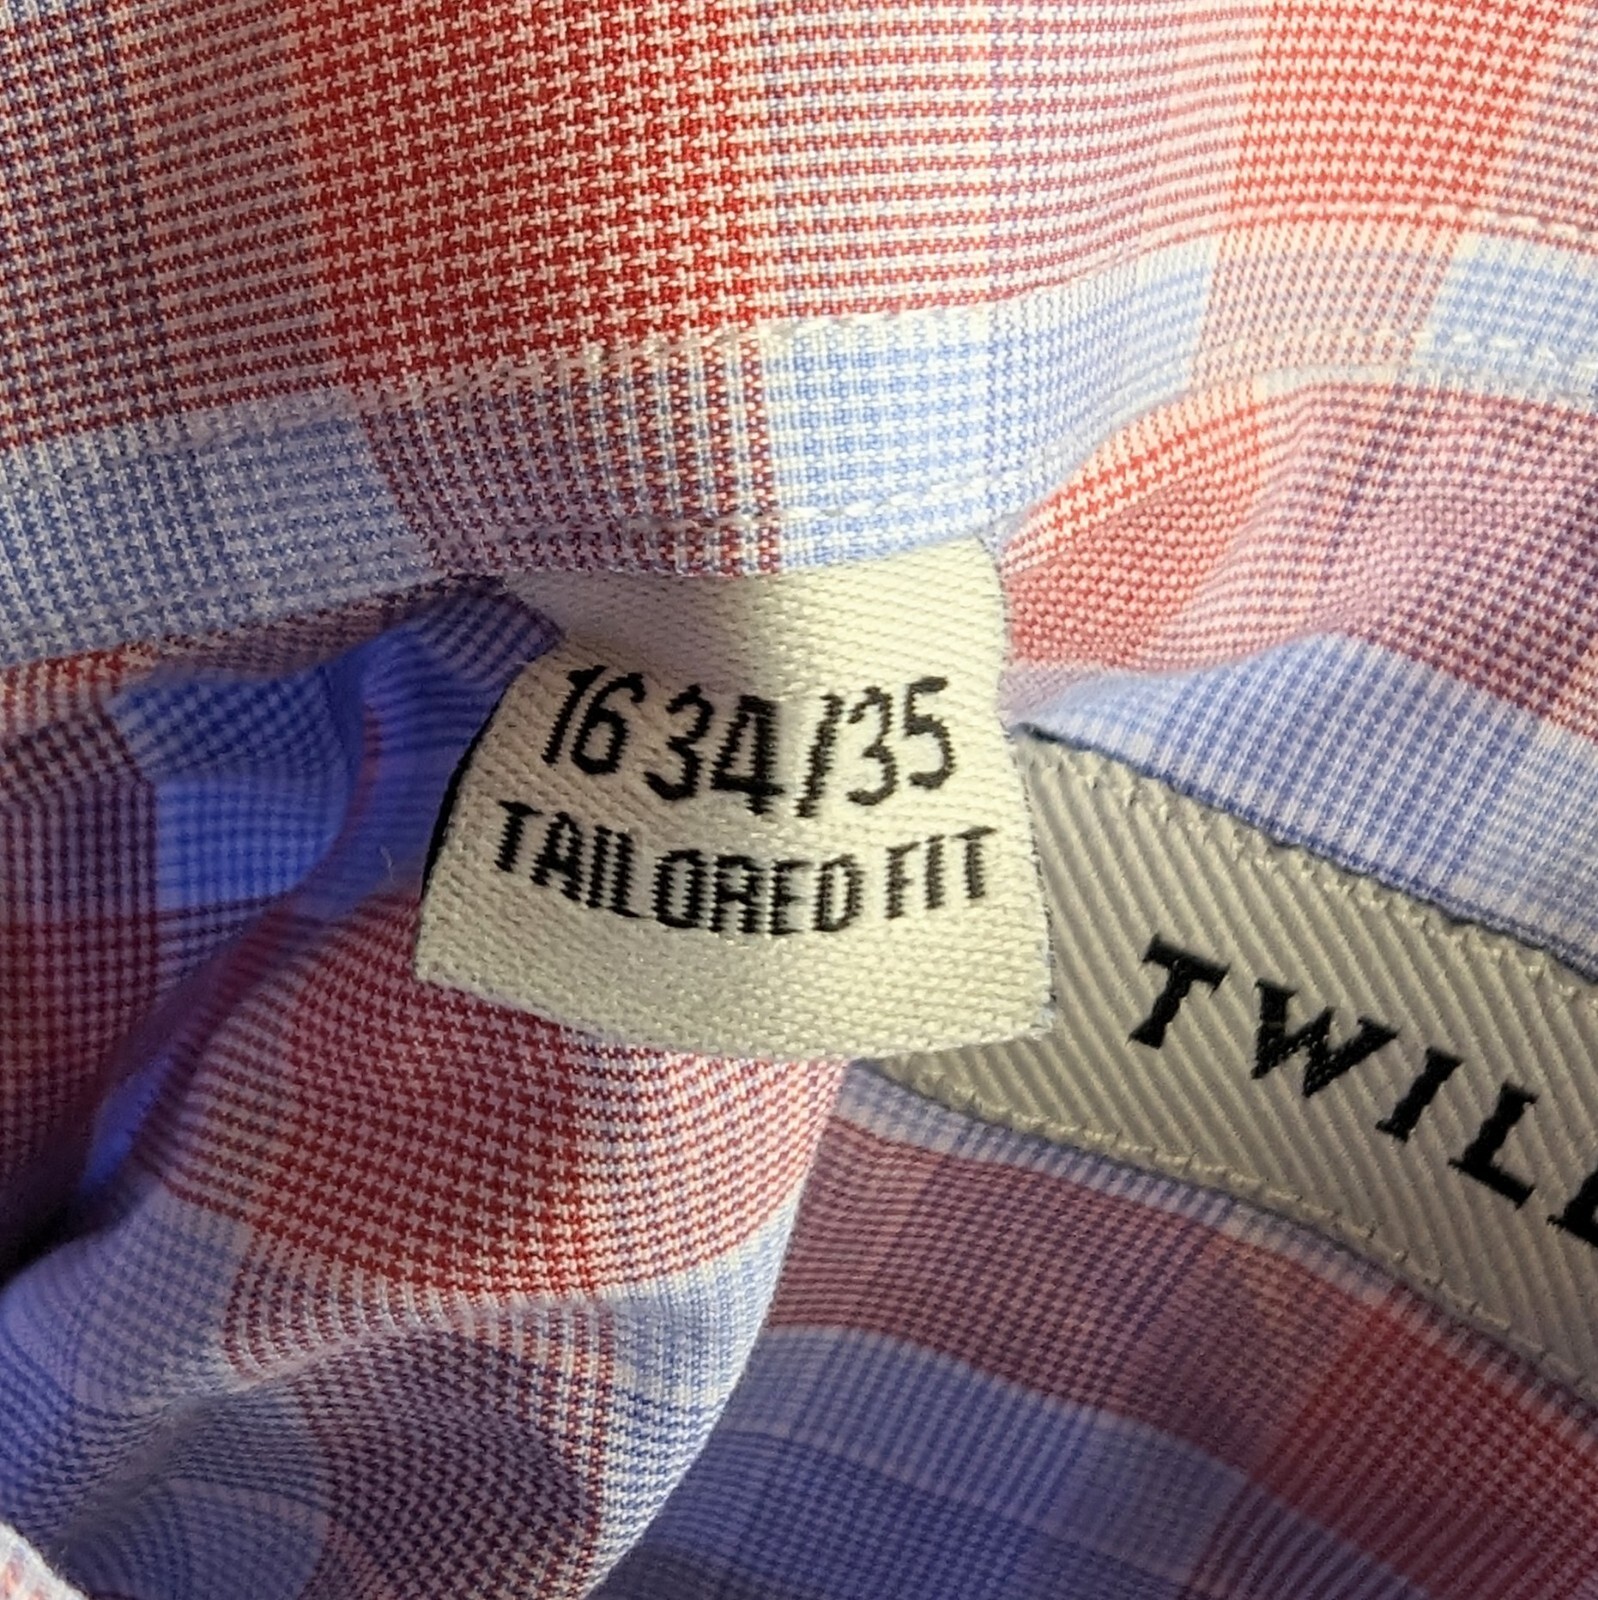 16 34/35
TAILORED FIT
TWILL